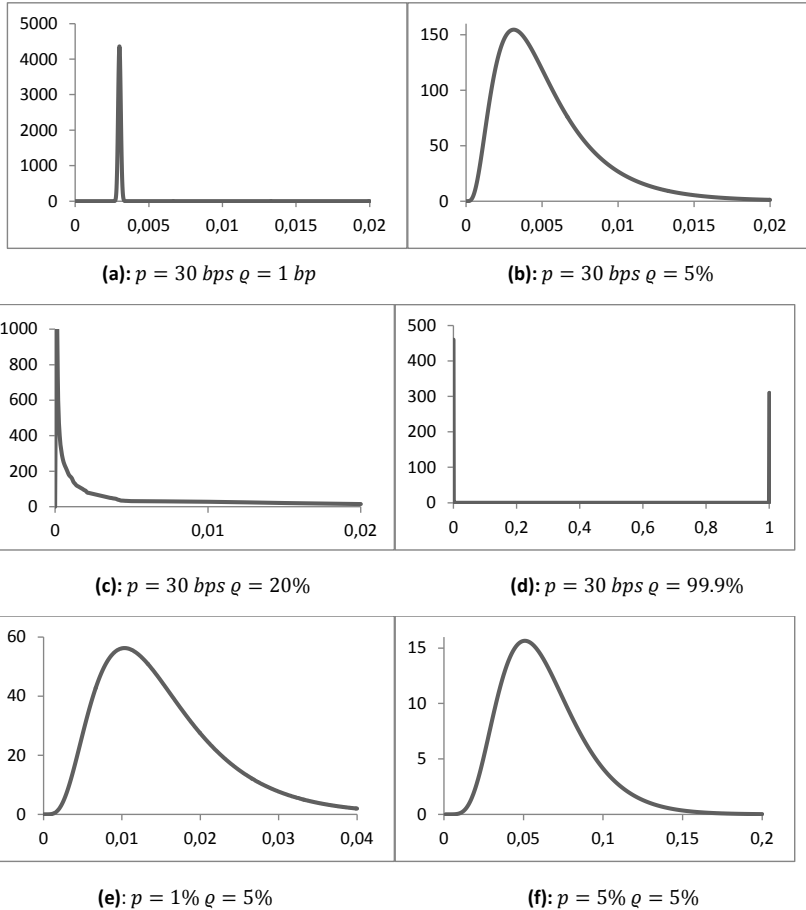 5000
4000
3000
2000
1000
0
0 0,005 0,01 0,015 0,02
150
100
50
0
0 0,005 0,01 0,015 0,02
(a): p = 30 bps ϱ = 1 bp
(b): p = 30 bps ϱ = 5%
1000
800
600
400
200
0
0 0,01 0,02
500
400
300
200
100
0
0 0,2 0,4 0,6 0,8 1
(c): p = 30 bps ϱ = 20%
(d): p = 30 bps ϱ = 99.9%
60
40
20
0
0 0,01 0,02 0,03 0,04
15
10
5
0
0 0,05 0,1 0,15 0,2
(e): p = 1% ϱ = 5%
(f): p = 5% ϱ = 5%